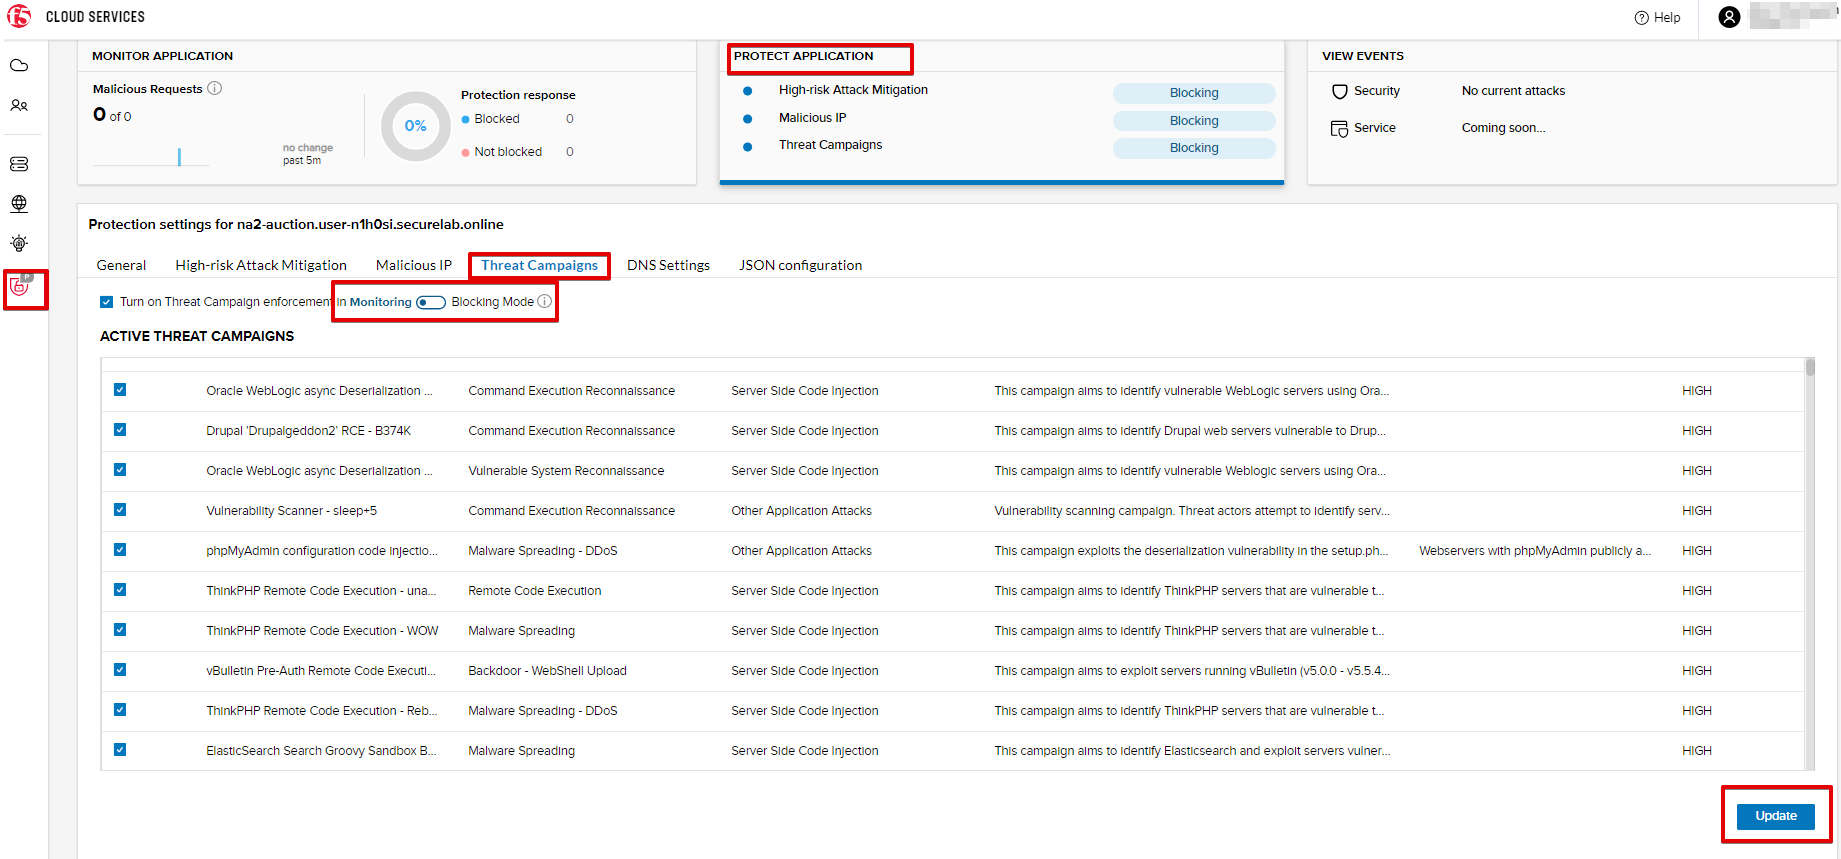 f5 CLOUD SERVICES
Help
MONITOR APPLICATION
Malicious Requests
0 of 0
no change
past 5m
0%
Protection response
Blocked 0
Not blocked 0
PROTECT APPLICATION
High-risk Attack Mitigation Blocking
Malicious IP Blocking
Threat Campaigns Blocking
VIEW EVENTS
Security No current attacks
Service Coming soon...
P
Protection settings for na2-auction.user-n1h0si.securelab.online
General High-risk Attack Mitigation Malicious IP Threat Campaigns DNS Settings JSON configuration
Turn on Threat Campaign enforcement in Monitoring Blocking Mode
ACTIVE THREAT CAMPAIGNS
Oracle WebLogic async Deserialization ... Command Execution Reconnaissance Server Side Code Injection This campaign aims to identify vulnerable WebLogic servers using Ora... HIGH
Drupal 'Drupalgeddon2' RCE - B374K Command Execution Reconnaissance Server Side Code Injection This campaign aims to identify Drupal web servers vulnerable to Drup... HIGH
Oracle WebLogic async Deserialization ... Vulnerable System Reconnaissance Server Side Code Injection This campaign aims to identify vulnerable Weblogic servers using Ora... HIGH
Vulnerability Scanner - sleep+5 Command Execution Reconnaissance Other Application Attacks Vulnerability scanning campaign. Threat actors attempt to identify serv... HIGH
phpMyAdmin configuration code injectio... Malware Spreading - DDoS Other Application Attacks This campaign exploits the deserialization vulnerability in the setup.ph... Webservers with phpMyAdmin publicly a... HIGH
ThinkPHP Remote Code Execution - una... Remote Code Execution Server Side Code Injection This campaign aims to identify ThinkPHP servers that are vulnerable t... HIGH
ThinkPHP Remote Code Execution - WOW Malware Spreading Server Side Code Injection This campaign aims to identify ThinkPHP servers that are vulnerable t... HIGH
vBulletin Pre-Auth Remote Code Executi... Backdoor - WebShell Upload Server Side Code Injection This campaign aims to exploit servers running vBulletin (v5.0.0 - v5.5.4... HIGH
ThinkPHP Remote Code Execution - Reb... Malware Spreading - DDoS Server Side Code Injection This campaign aims to identify ThinkPHP servers that are vulnerable t... HIGH
ElasticSearch Search Groovy Sandbox B... Malware Spreading Server Side Code Injection This campaign aims to identify Elasticsearch and exploit servers vulner... HIGH
Update